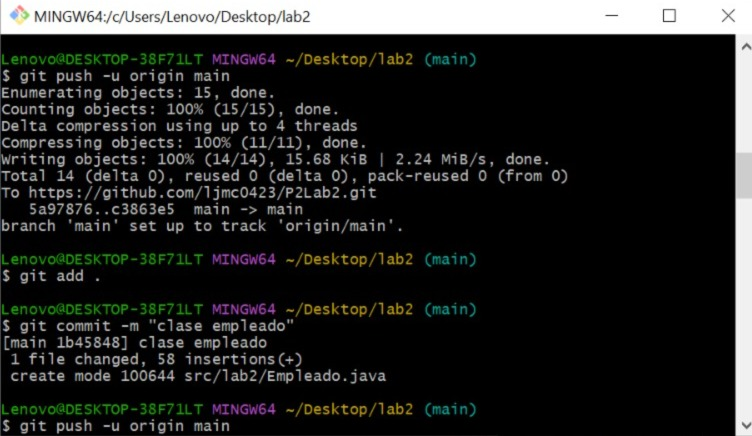 MINGW64:/c/Users/Lenovo/Desktop/lab2
Lenovo@DESKTOP-38F71LT MINGW64 ~/Desktop/lab2 (main)
$ git push -u origin main
Enumerating objects: 15, done.
Counting objects: 100% (15/15), done.
Delta compression using up to 4 threads
Compressing objects: 100% (11/11), done.
Writing objects: 100% (14/14), 15.68 KiB | 2.24 MiB/s, done.
Total 14 (delta 0), reused 0 (delta 0), pack-reused 0 (from 0)
To https://github.com/ljmc0423/P2Lab2.git
   5a97876..c3863e5  main -> main
branch 'main' set up to track 'origin/main'.
Lenovo@DESKTOP-38F71LT MINGW64 ~/Desktop/lab2 (main)
$ git add .
Lenovo@DESKTOP-38F71LT MINGW64 ~/Desktop/lab2 (main)
$ git commit -m "clase empleado"
[main 1b45848] clase empleado
 1 file changed, 58 insertions(+)
 create mode 100644 src/lab2/Empleado.java
Lenovo@DESKTOP-38F71LT MINGW64 ~/Desktop/lab2 (main)
$ git push -u origin main